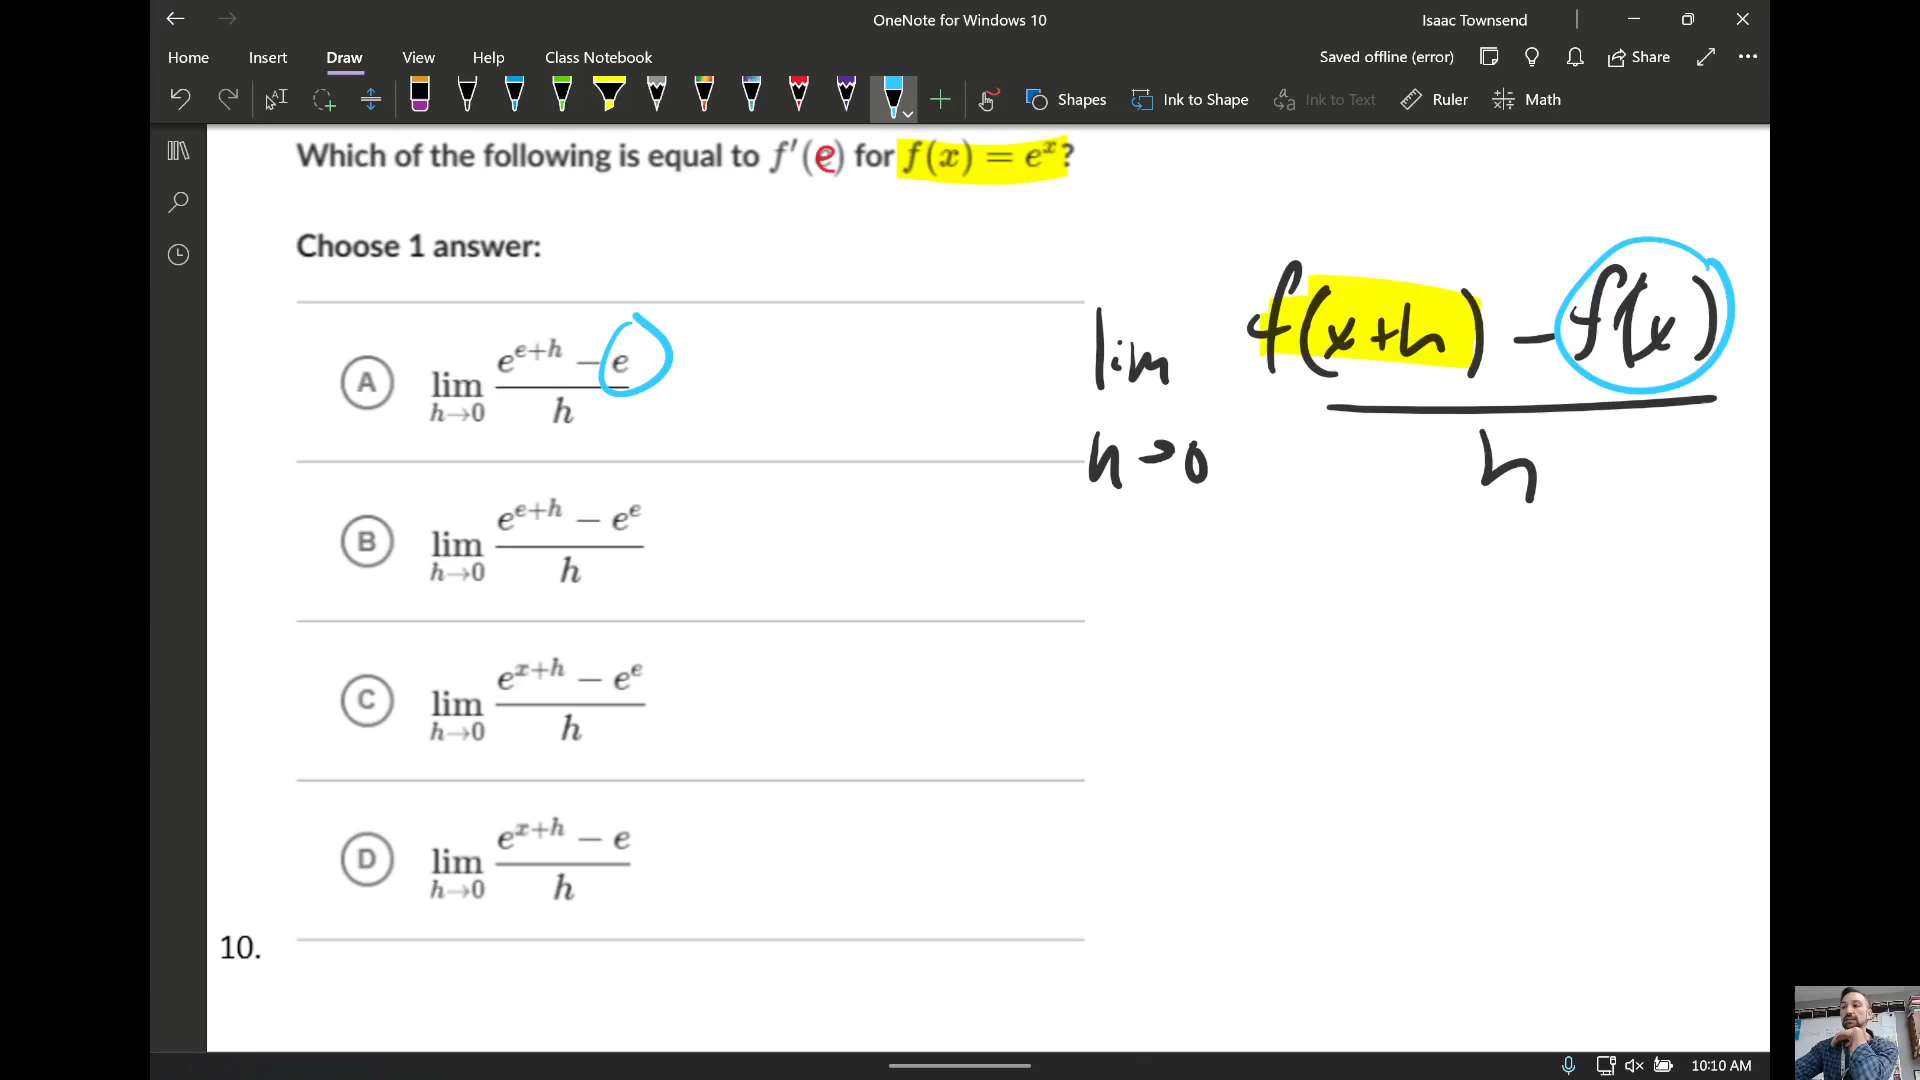 OneNote for Windows 10
Isaac Townsend
Home Insert Draw View Help Class Notebook
Saved offline (error) Share
Shapes Ink to Shape Ink to Text Ruler Math
Which of the following is equal to f′(e) for f(x) = eˣ?
Choose 1 answer:
A lim h→0 (e^{e+h} − e) / h
B lim h→0 (e^{e+h} − e^e) / h
C lim h→0 (e^{x+h} − e^e) / h
D lim h→0 (e^{x+h} − e) / h
10.
lim h→0 (f(x+h) − f(x)) / h
10:10 AM